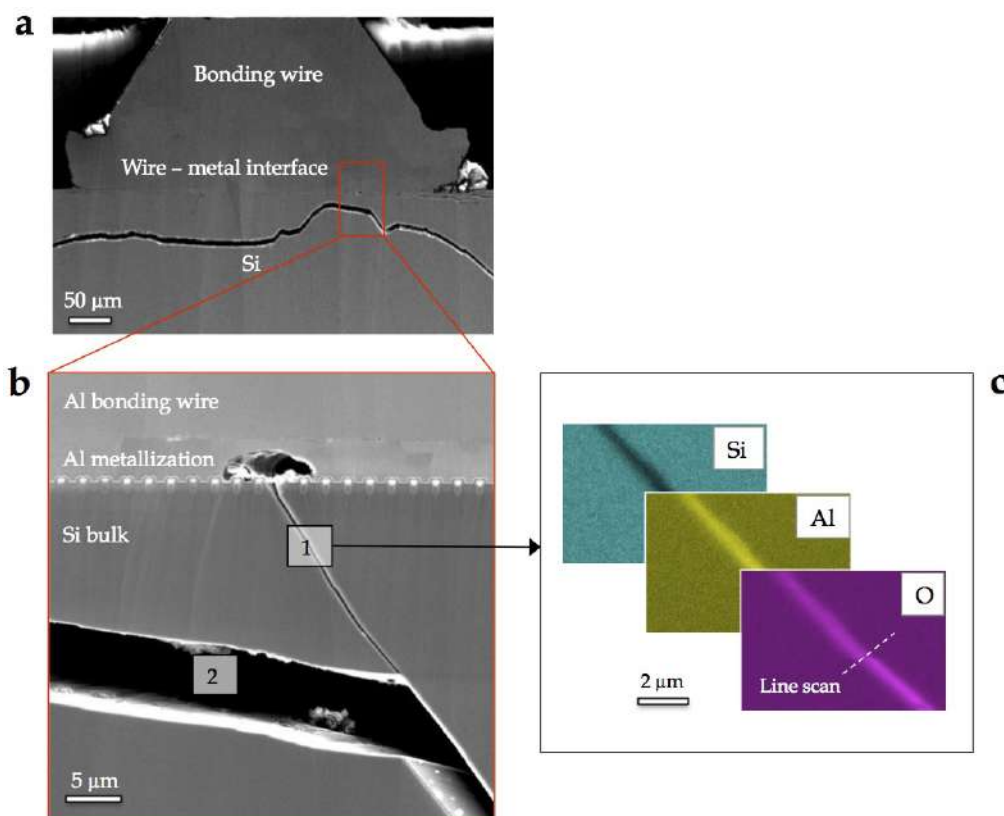 a
Bonding wire
Wire – metal interface
Si
50 µm
b
c
Al bonding wire
Al metallization
Si bulk
1
2
5 µm
Si
Al
O
Line scan
2 µm